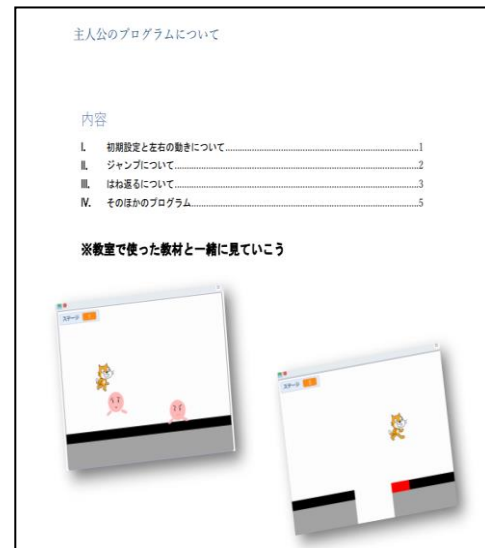 主人公のプログラムについて
内容
I. 初期設定と左右の動きについて........1
II. ジャンプについて........2
III. はね返るについて........3
IV. そのほかのプログラム........5
※教室で使った教材と一緒に見ていこう
ステージ
ステージ